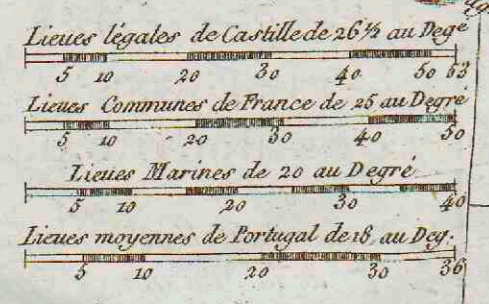 Lieues légales de Castille de 26 1/2 au Degé
5 10 20 30 40 50 53
Lieues Communes de France de 25 au Degré
5 10 20 30 40 50
Lieues Marines de 20 au Degré
5 10 20 30 40
Lieues moyennes de Portugal de 18, au Deg.
5 10 20 30 36